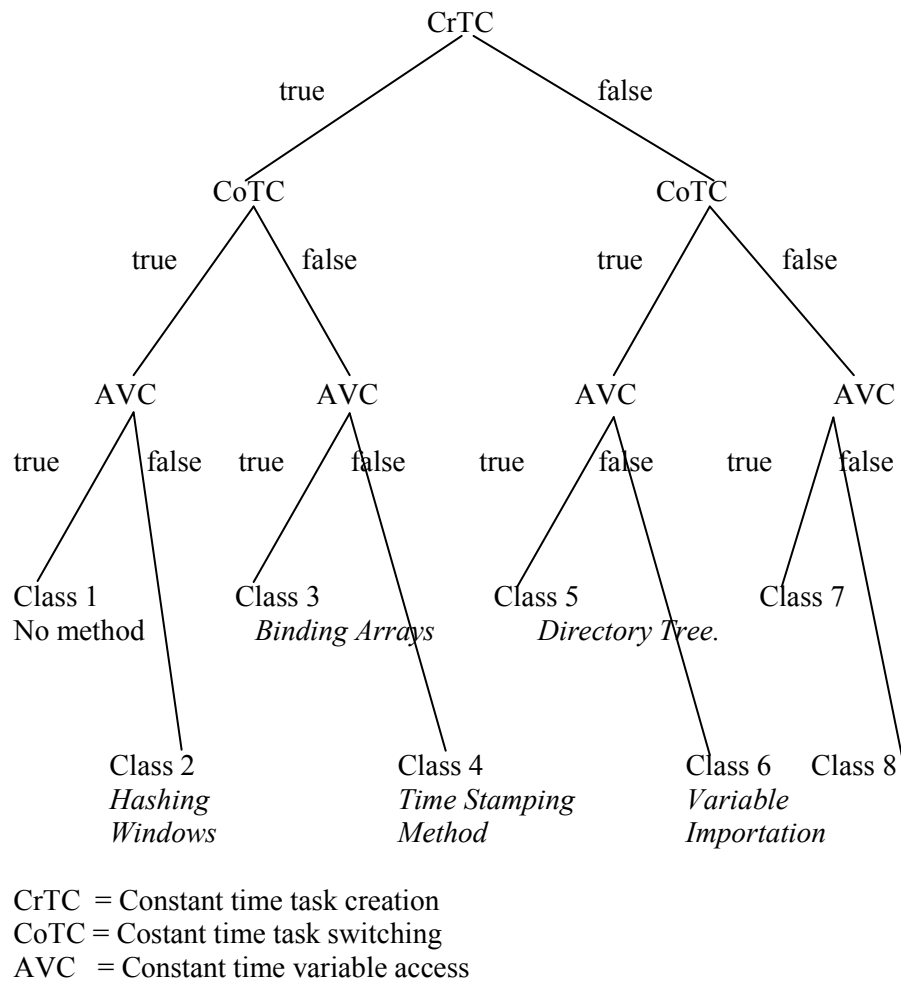 CrTC
true false
CoTC CoTC
true false true false
AVC AVC AVC AVC
true false true false true false true false
Class 1 Class 3 Class 5 Class 7
No method Binding Arrays Directory Tree.
Class 2 Class 4 Class 6 Class 8
Hashing Time Stamping Variable
Windows Method Importation
CrTC = Constant time task creation
CoTC = Costant time task switching
AVC = Constant time variable access